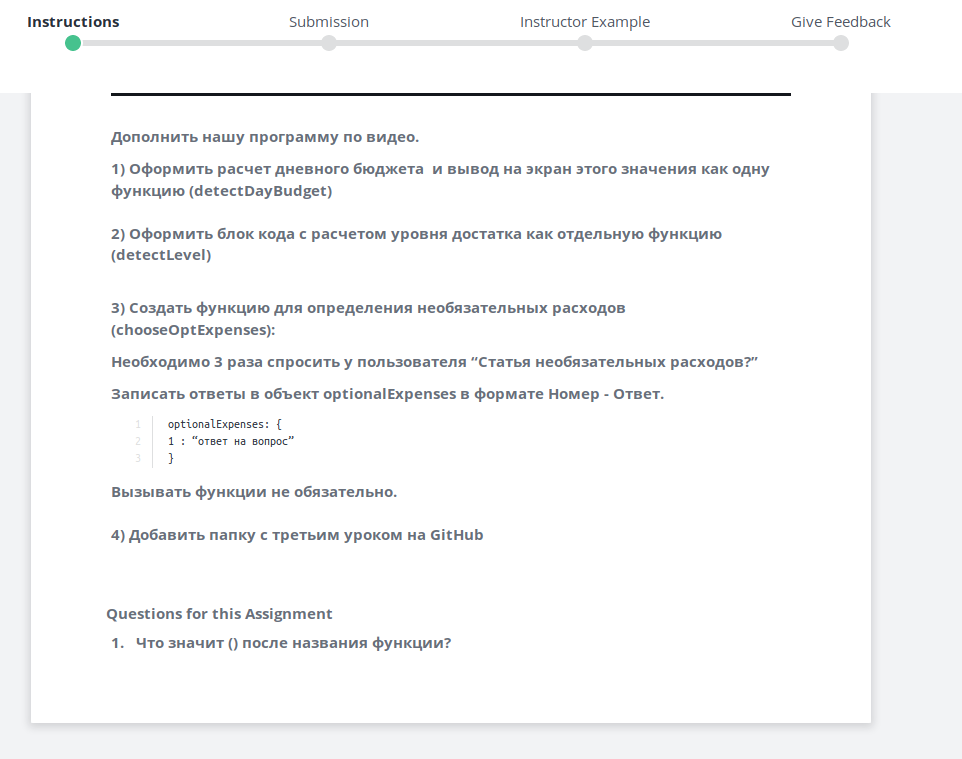 Instructions
Submission
Instructor Example
Give Feedback
Дополнить нашу программу по видео.
1) Оформить расчет дневного бюджета  и вывод на экран этого значения как одну
функцию (detectDayBudget)
2) Оформить блок кода с расчетом уровня достатка как отдельную функцию
(detectLevel)
3) Создать функцию для определения необязательных расходов
(chooseOptExpenses):
Необходимо 3 раза спросить у пользователя “Статья необязательных расходов?”
Записать ответы в объект optionalExpenses в формате Номер - Ответ.
1 optionalExpenses: {
2 1 : “ответ на вопрос”
3 }
Вызывать функции не обязательно.
4) Добавить папку с третьим уроком на GitHub
Questions for this Assignment
1. Что значит () после названия функции?